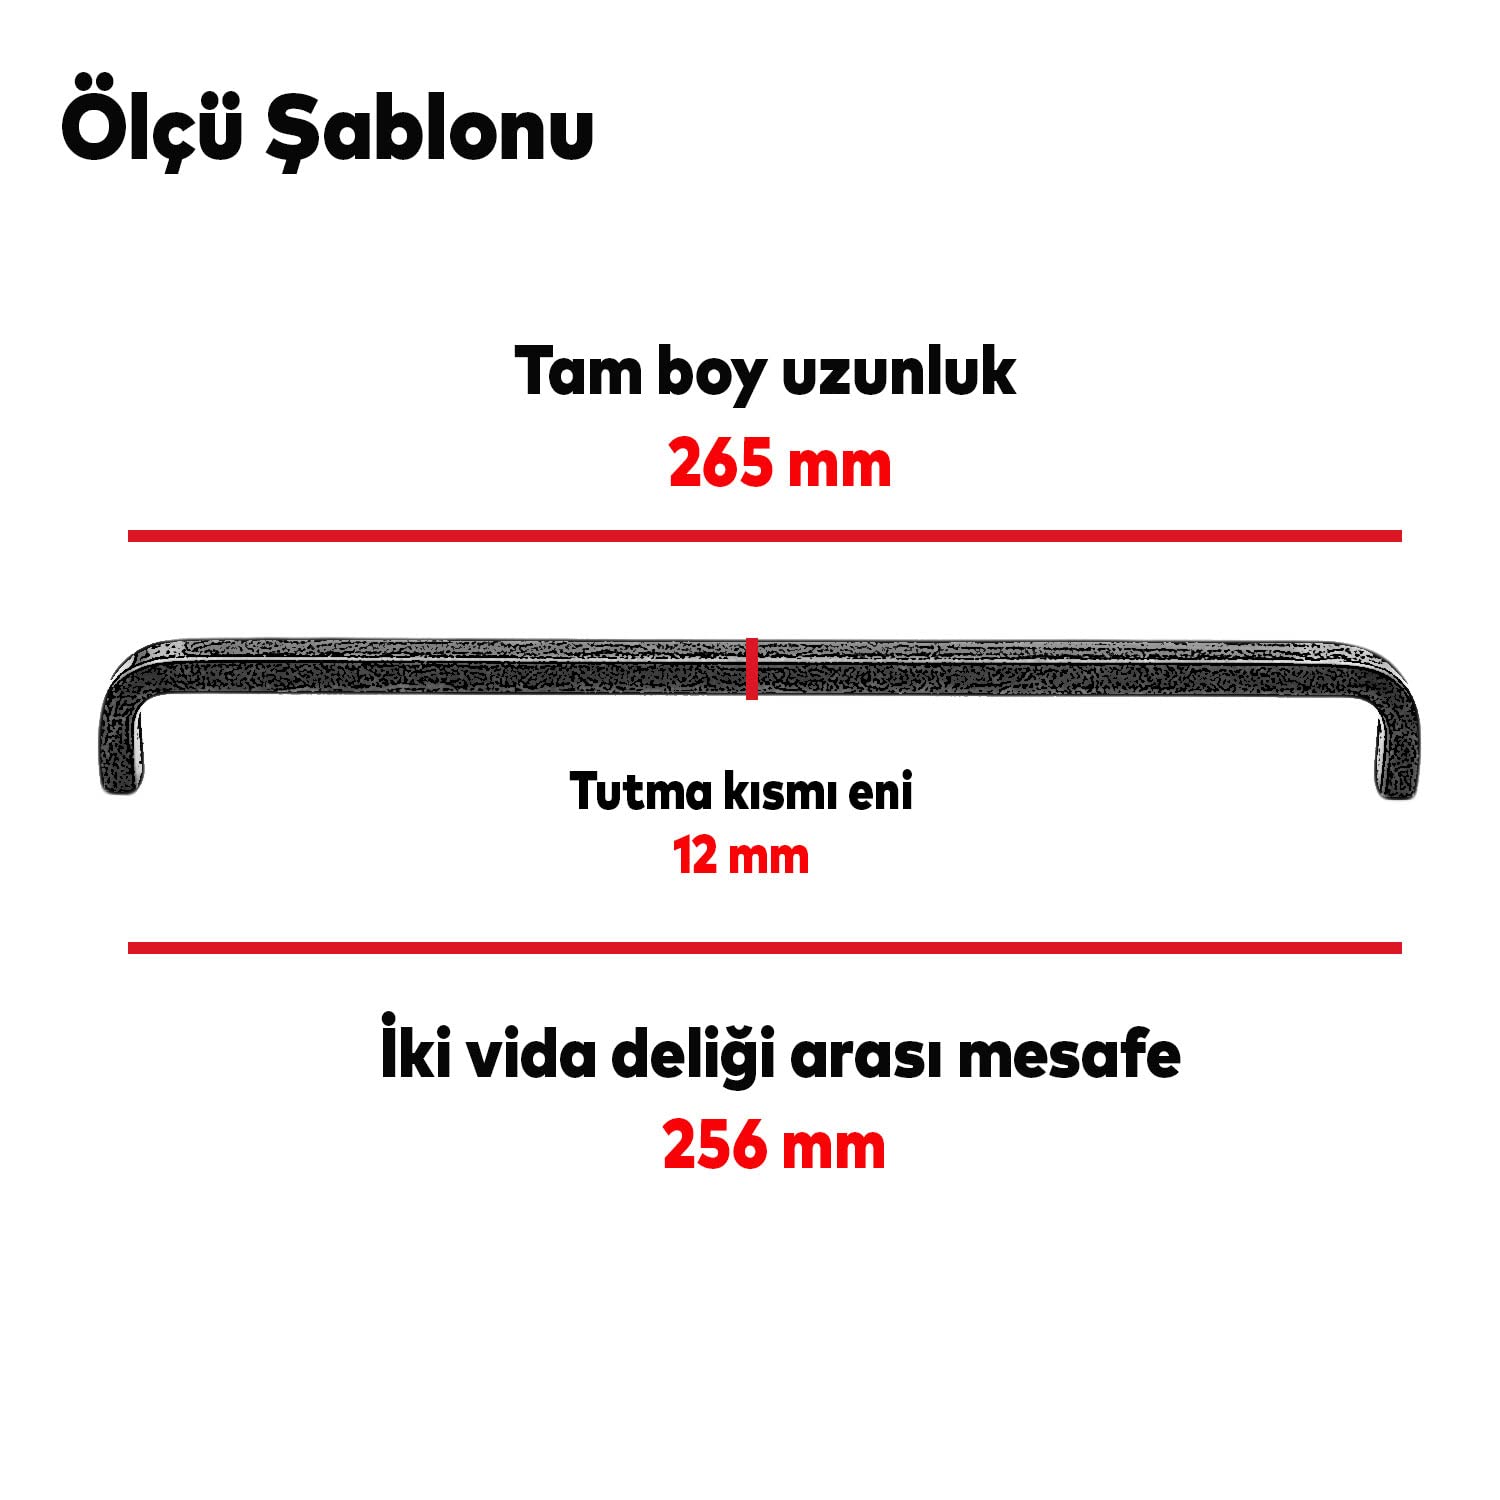 Ölçü Şablonu
Tam boy uzunluk
265 mm
Tutma kısmı eni
12 mm
İki vida deliği arası mesafe
256 mm